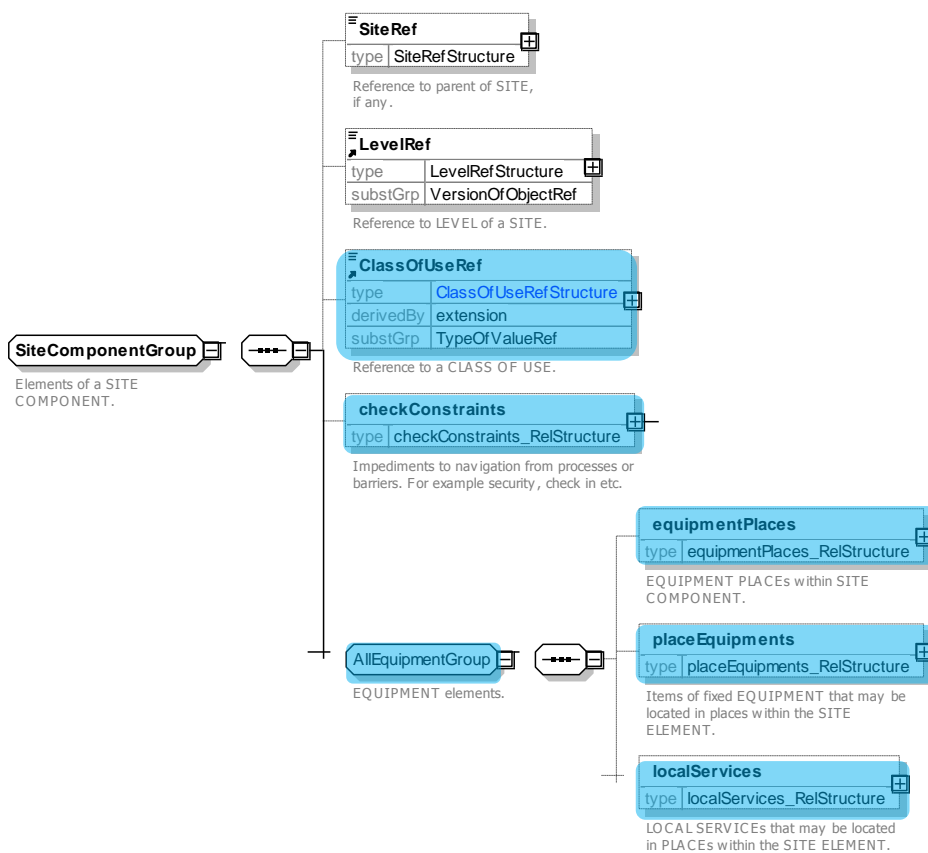 SiteRef
type SiteRefStructure
Reference to parent of SITE,
if any.
LevelRef
type LevelRefStructure
substGrp VersionOfObjectRef
Reference to LEVEL of a SITE.
ClassOfUseRef
type ClassOfUseRefStructure
derivedBy extension
substGrp TypeOfValueRef
Reference to a CLASS OF USE.
SiteComponentGroup
Elements of a SITE
COMPONENT.
checkConstraints
type checkConstraints_RelStructure
Impediments to navigation from processes or
barriers. For example security, check in etc.
AllEquipmentGroup
EQUIPMENT elements.
equipmentPlaces
type equipmentPlaces_RelStructure
EQUIPMENT PLACEs within SITE
COMPONENT.
placeEquipments
type placeEquipments_RelStructure
Items of fixed EQUIPMENT that may be
located in places within the SITE
ELEMENT.
localServices
type localServices_RelStructure
LOCAL SERVICEs that may be located
in PLACEs within the SITE ELEMENT.